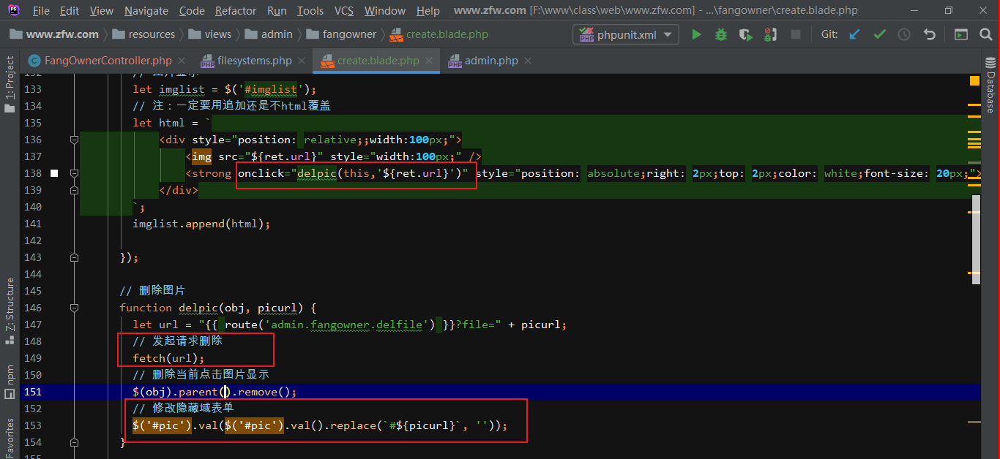 File Edit View Navigate Code Refactor Run Tools VCS Window Help www.zfw.com [F:\www\class\web\www.zfw.com] - ...\fangowner\create.blade.php
www.zfw.com resources views admin fangowner create.blade.php phpunit.xml Git:
FangOwnerController.php filesystems.php create.blade.php admin.php
1: Project
Z: Structure
npm
Favorites
Database
132 // 图片显示
133 let imglist = $('#imglist');
134 // 注：一定要用追加还是不html覆盖
135 let html = `
136 <div style="position: relative;;width:100px;">
137 <img src="${ret.url}" style="width:100px;" />
138 <strong onclick="delpic(this,'${ret.url}')" style="position: absolute;right: 2px;top: 2px;color: white;font-size: 20px;">
139 </div>
140 `;
141 imglist.append(html);
142
143 });
144
145 // 删除图片
146 function delpic(obj, picurl) {
147 let url = "{{ route('admin.fangowner.delfile') }}?file=" + picurl;
148 // 发起请求删除
149 fetch(url);
150 // 删除当前点击图片显示
151 $(obj).parent().remove();
152 // 修改隐藏域表单
153 $('#pic').val($('#pic').val().replace(`#${picurl}`, ''));
154 }
155